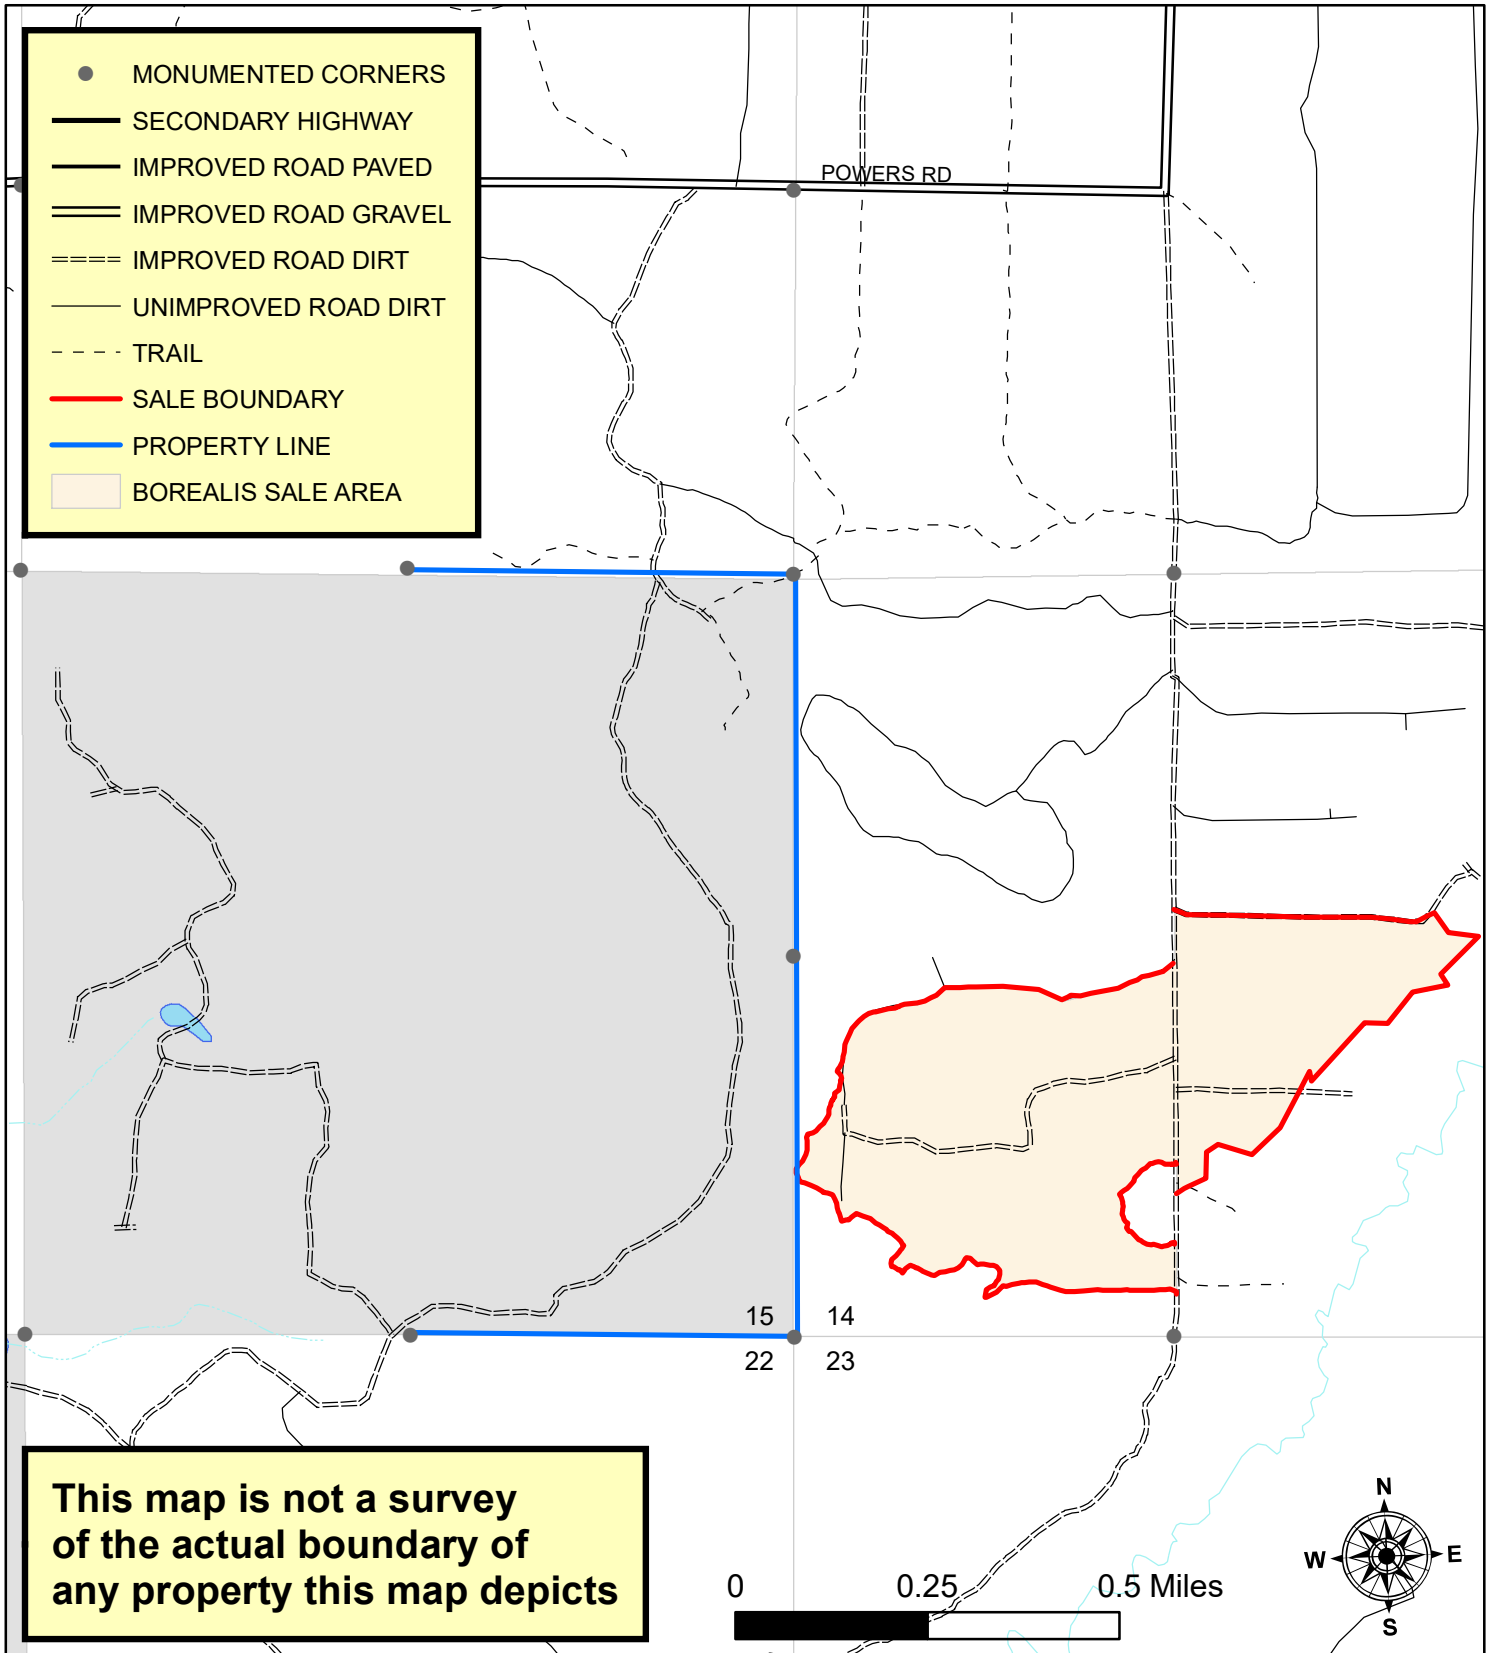 MONUMENTED CORNERS
SECONDARY HIGHWAY
IMPROVED ROAD PAVED
IMPROVED ROAD GRAVEL
IMPROVED ROAD DIRT
UNIMPROVED ROAD DIRT
TRAIL
SALE BOUNDARY
PROPERTY LINE
BOREALIS SALE AREA
POWERS RD
15 14
22 23
This map is not a survey
of the actual boundary of
any property this map depicts
0 0.25 0.5 Miles
N
W E
S